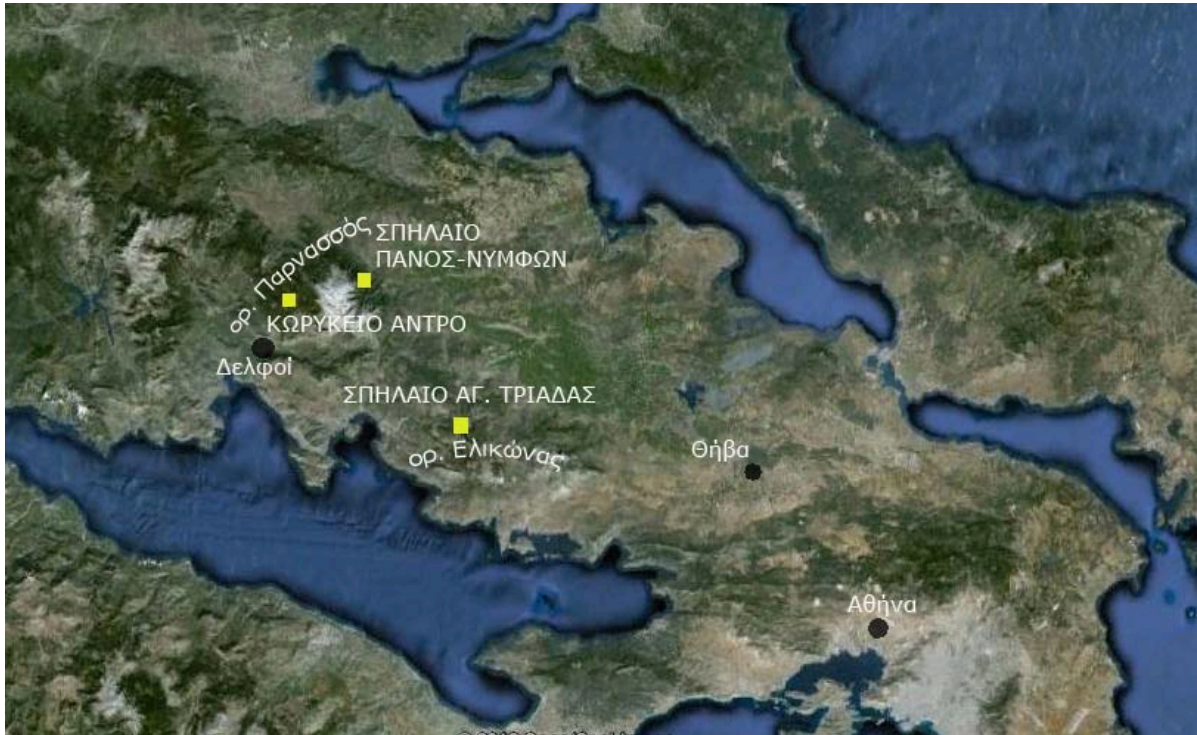 ορ. Παρνασσός
ΣΠΗΛΑΙΟ
ΠΑΝΟΣ-ΝΥΜΦΩΝ
ΚΩΡΥΚΕΙΟ ΑΝΤΡΟ
Δελφοί
ΣΠΗΛΑΙΟ ΑΓ. ΤΡΙΑΔΑΣ
ορ. Ελικώνας
Θήβα
Αθήνα